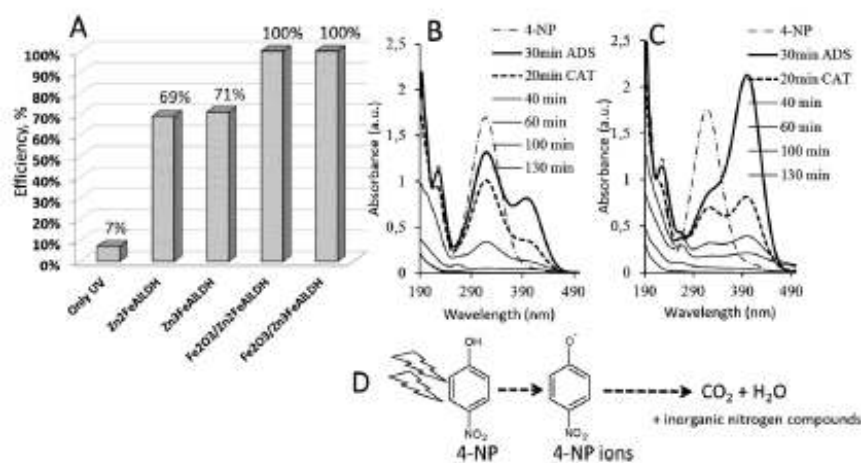 A
100%
90%
80%
70%
60%
50%
40%
30%
20%
10%
0%
Efficiency, %
7%
69%
71%
100%
100%
Only UV
Zn2FeAlLDH
Zn3FeAlLDH
Fe2O3/Zn2FeAlLDH
Fe2O3/Zn3FeAlLDH
B
2,5
2
1,5
1
0,5
0
Absorbance (a.u.)
190 290 390 490
Wavelength (nm)
4-NP
30min ADS
20min CAT
40 min
60 min
100 min
130 min
C
2,5
2
1,5
1
0,5
0
Absorbance (a.u.)
190 290 390 490
Wavelength (nm)
4-NP
30min ADS
20min CAT
40 min
60 min
100 min
130 min
D
OH
NO2
4-NP
O-
NO2
4-NP ions
CO2 + H2O
+ inorganic nitrogen compounds